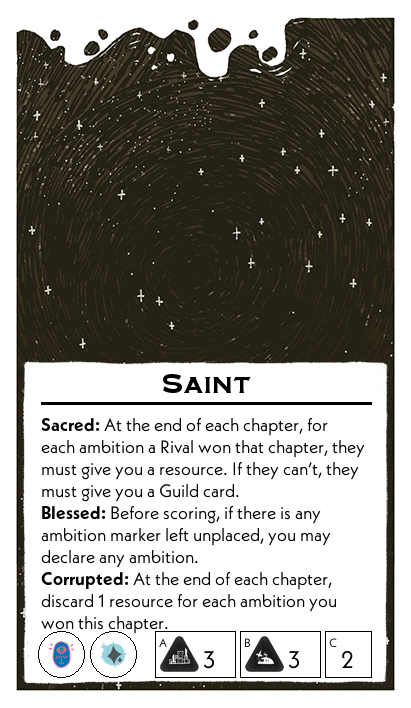 SAINT
Sacred: At the end of each chapter, for
each ambition a Rival won that chapter, they
must give you a resource. If they can't, they
must give you a Guild card.
Blessed: Before scoring, if there is any
ambition marker left unplaced, you may
declare any ambition.
Corrupted: At the end of each chapter,
discard 1 resource for each ambition you
won this chapter.
A 3 B 3 C 2